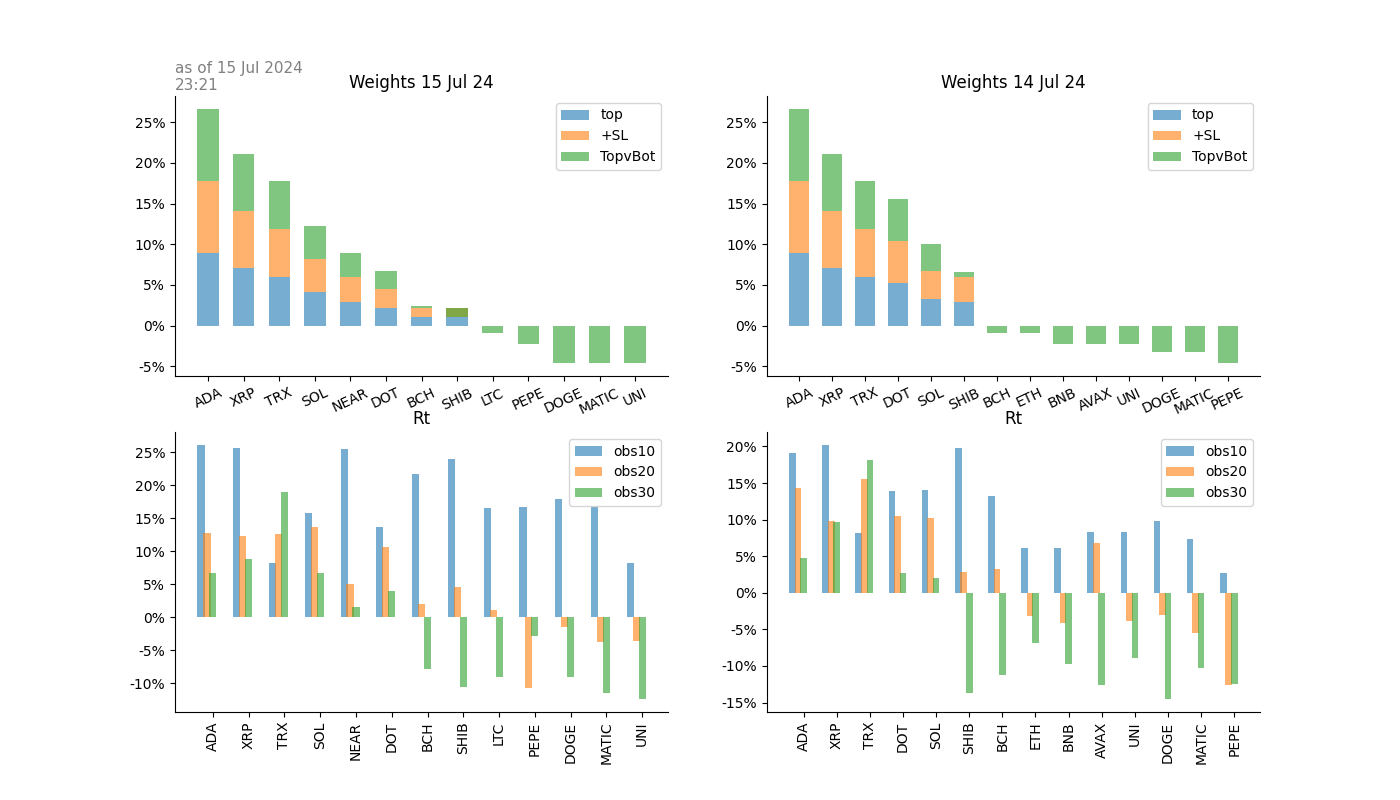 as of 15 Jul 2024
23:21
Weights 15 Jul 24
25%
20%
15%
10%
5%
0%
-5%
top
+SL
TopvBot
ADA XRP TRX SOL NEAR DOT BCH SHIB LTC PEPE DOGE MATIC UNI
Weights 14 Jul 24
25%
20%
15%
10%
5%
0%
-5%
top
+SL
TopvBot
ADA XRP TRX DOT SOL SHIB BCH ETH BNB AVAX UNI DOGE MATIC PEPE
Rt
25%
20%
15%
10%
5%
0%
-5%
-10%
obs10
obs20
obs30
ADA XRP TRX SOL NEAR DOT BCH SHIB LTC PEPE DOGE MATIC UNI
Rt
20%
15%
10%
5%
0%
-5%
-10%
-15%
obs10
obs20
obs30
ADA XRP TRX DOT SOL SHIB BCH ETH BNB AVAX UNI DOGE MATIC PEPE